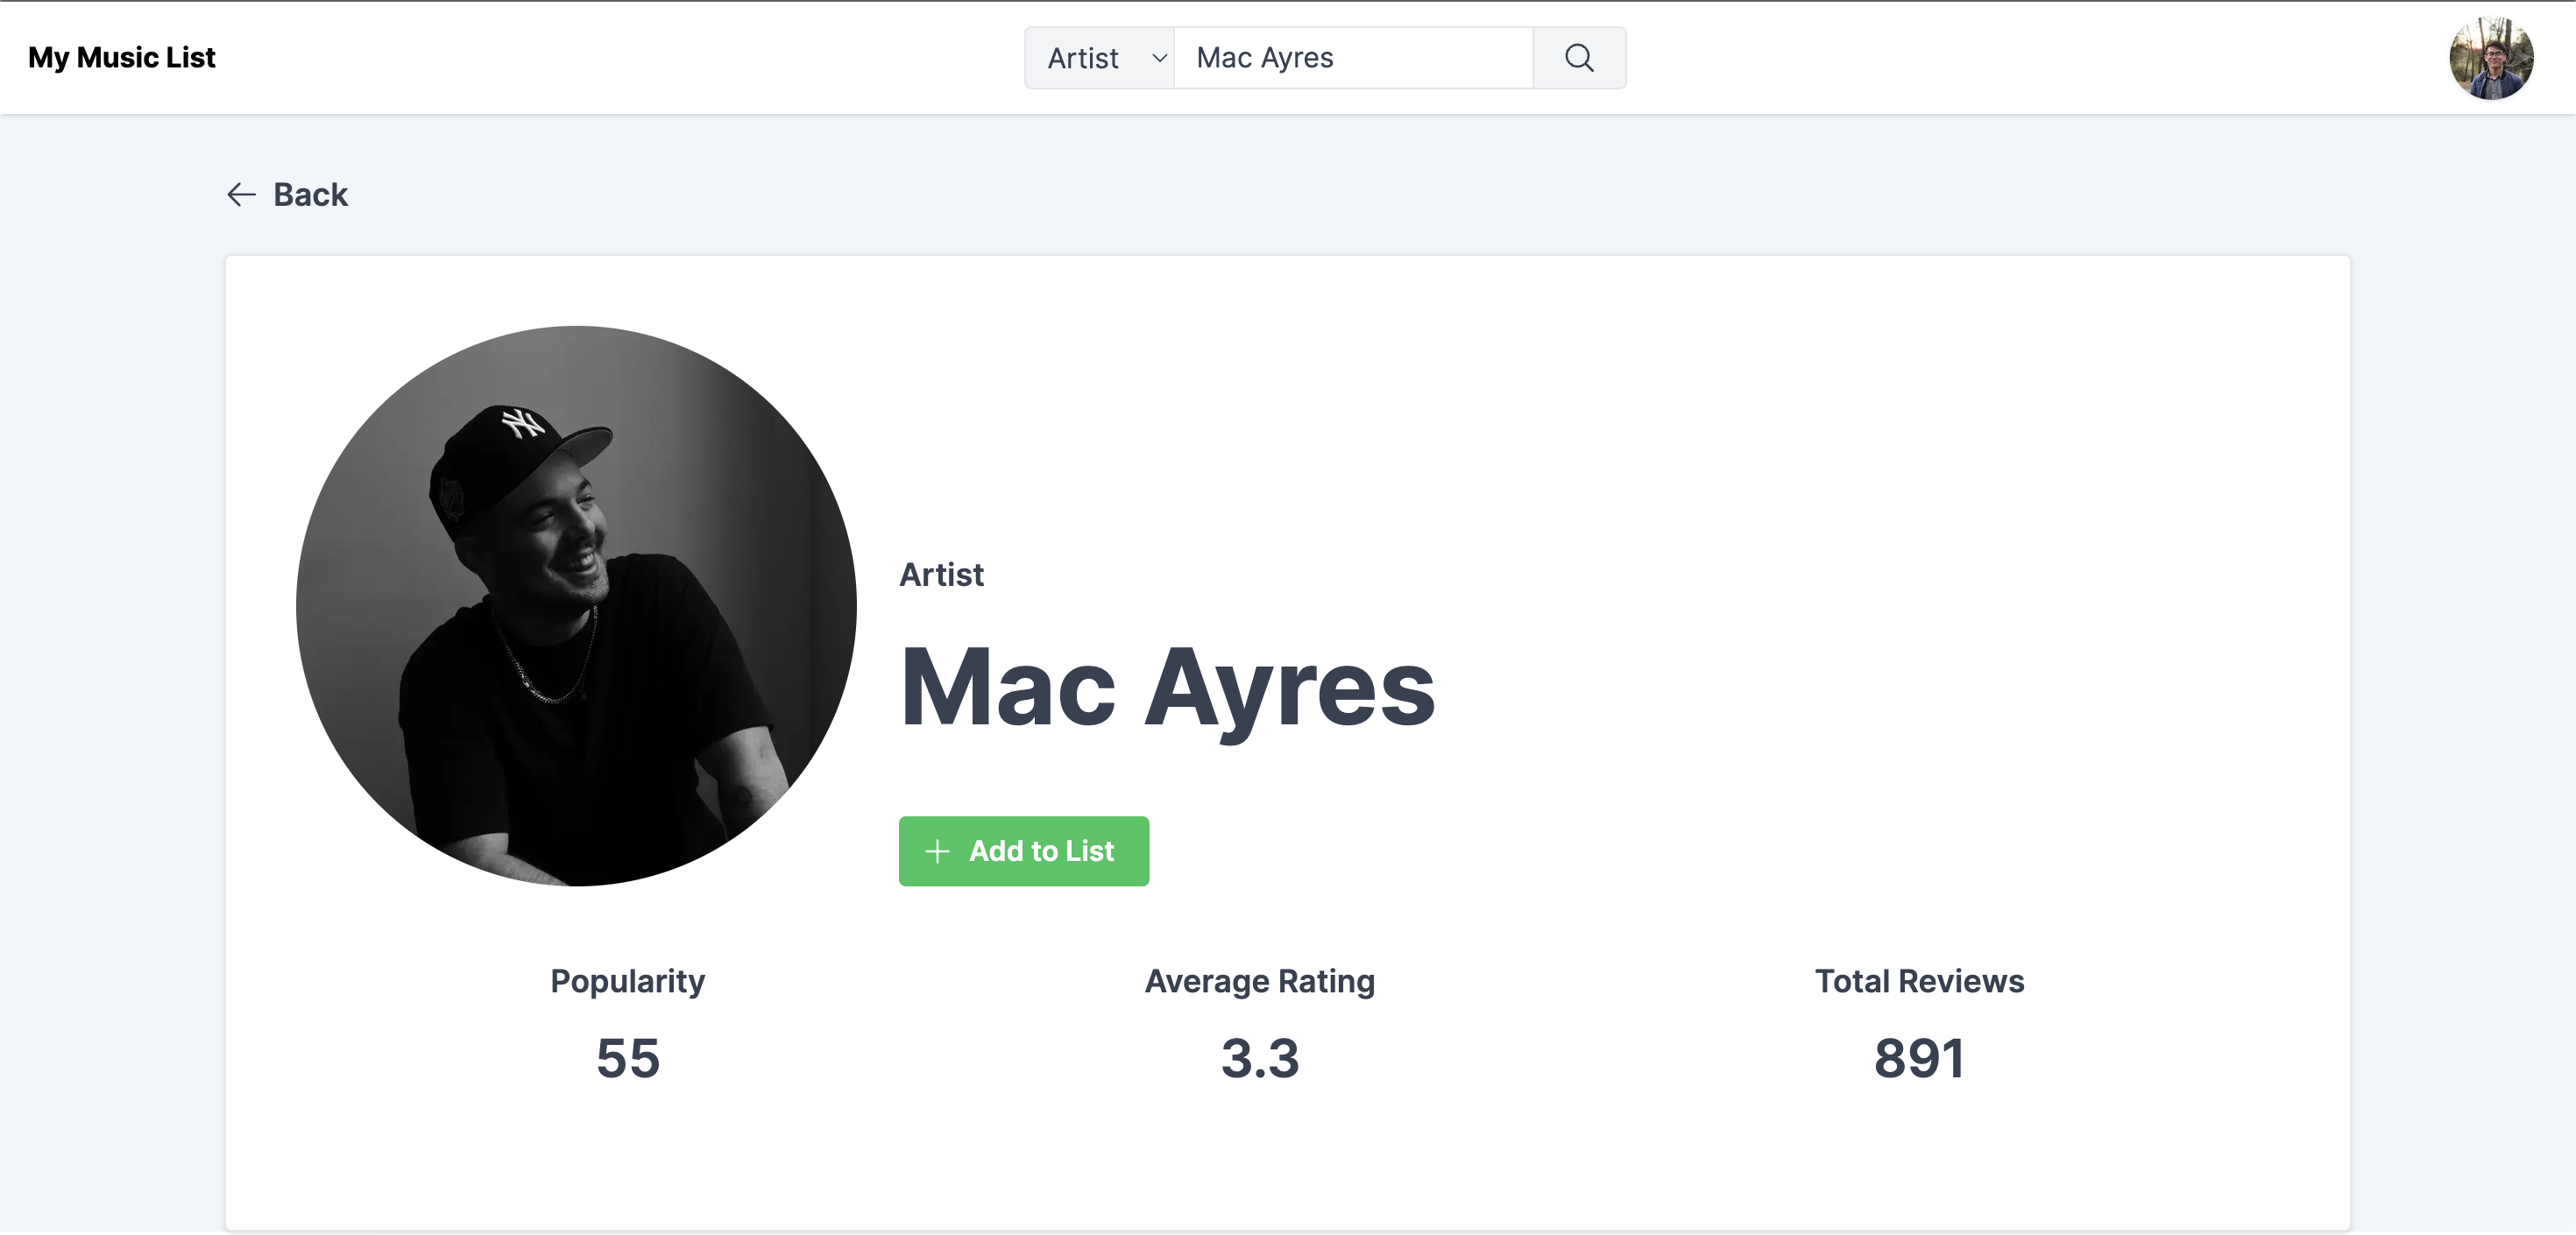 My Music List
Artist
Mac Ayres
Back
NY
Artist
Mac Ayres
Add to List
Popularity
Average Rating
Total Reviews
55
3.3
891